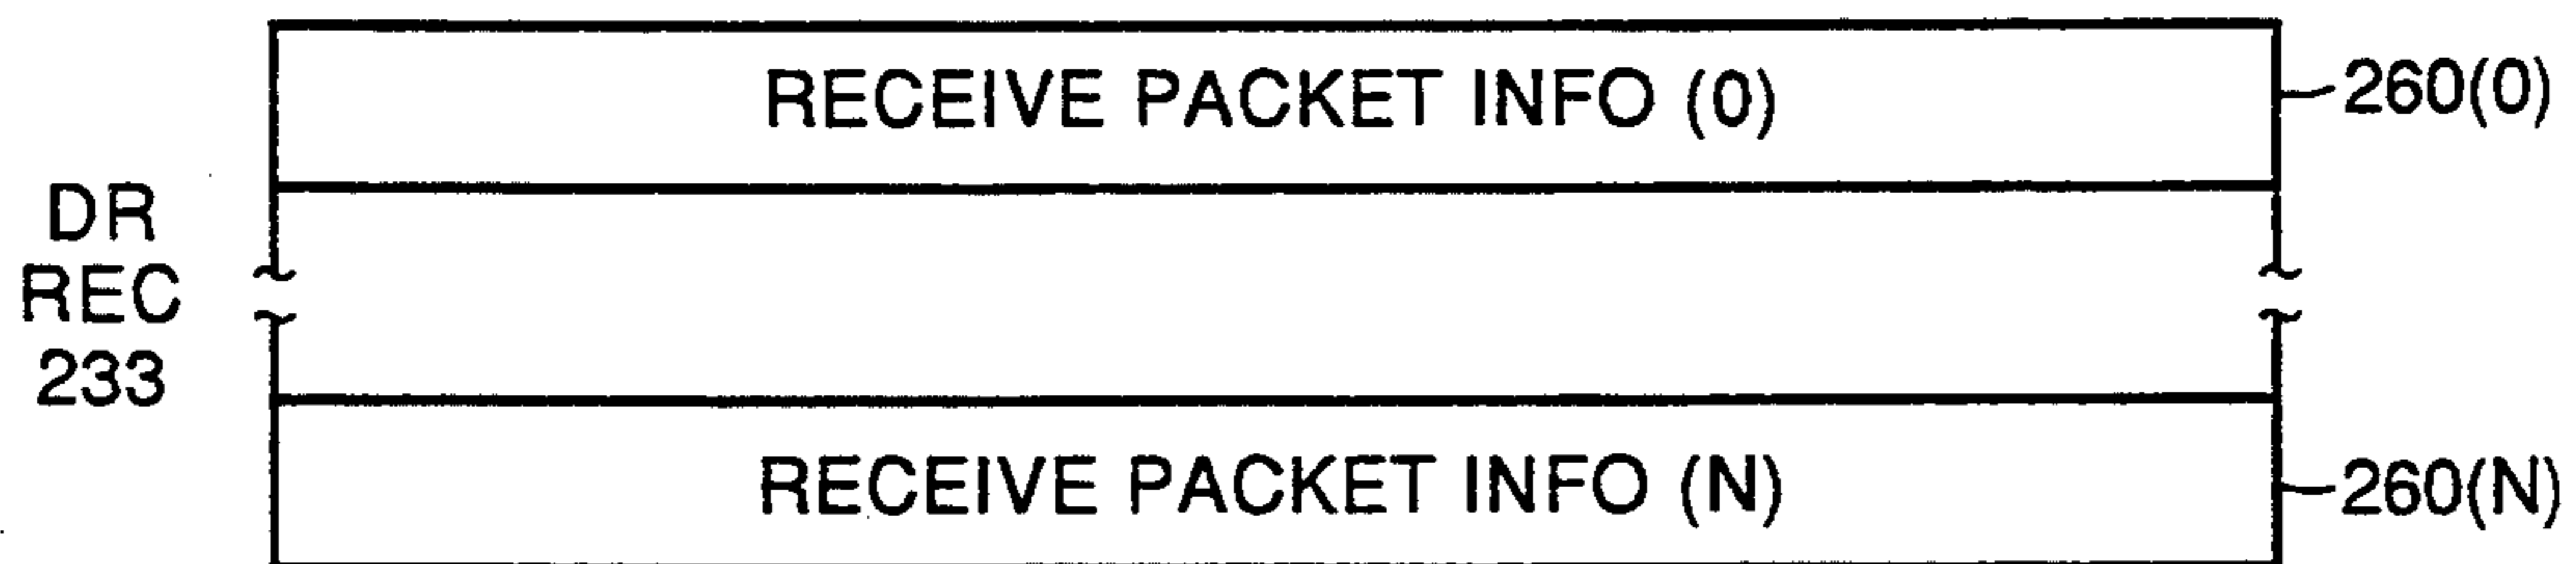 RECEIVE PACKET INFO (0)
260(0)
DR
REC
233
RECEIVE PACKET INFO (N)
260(N)